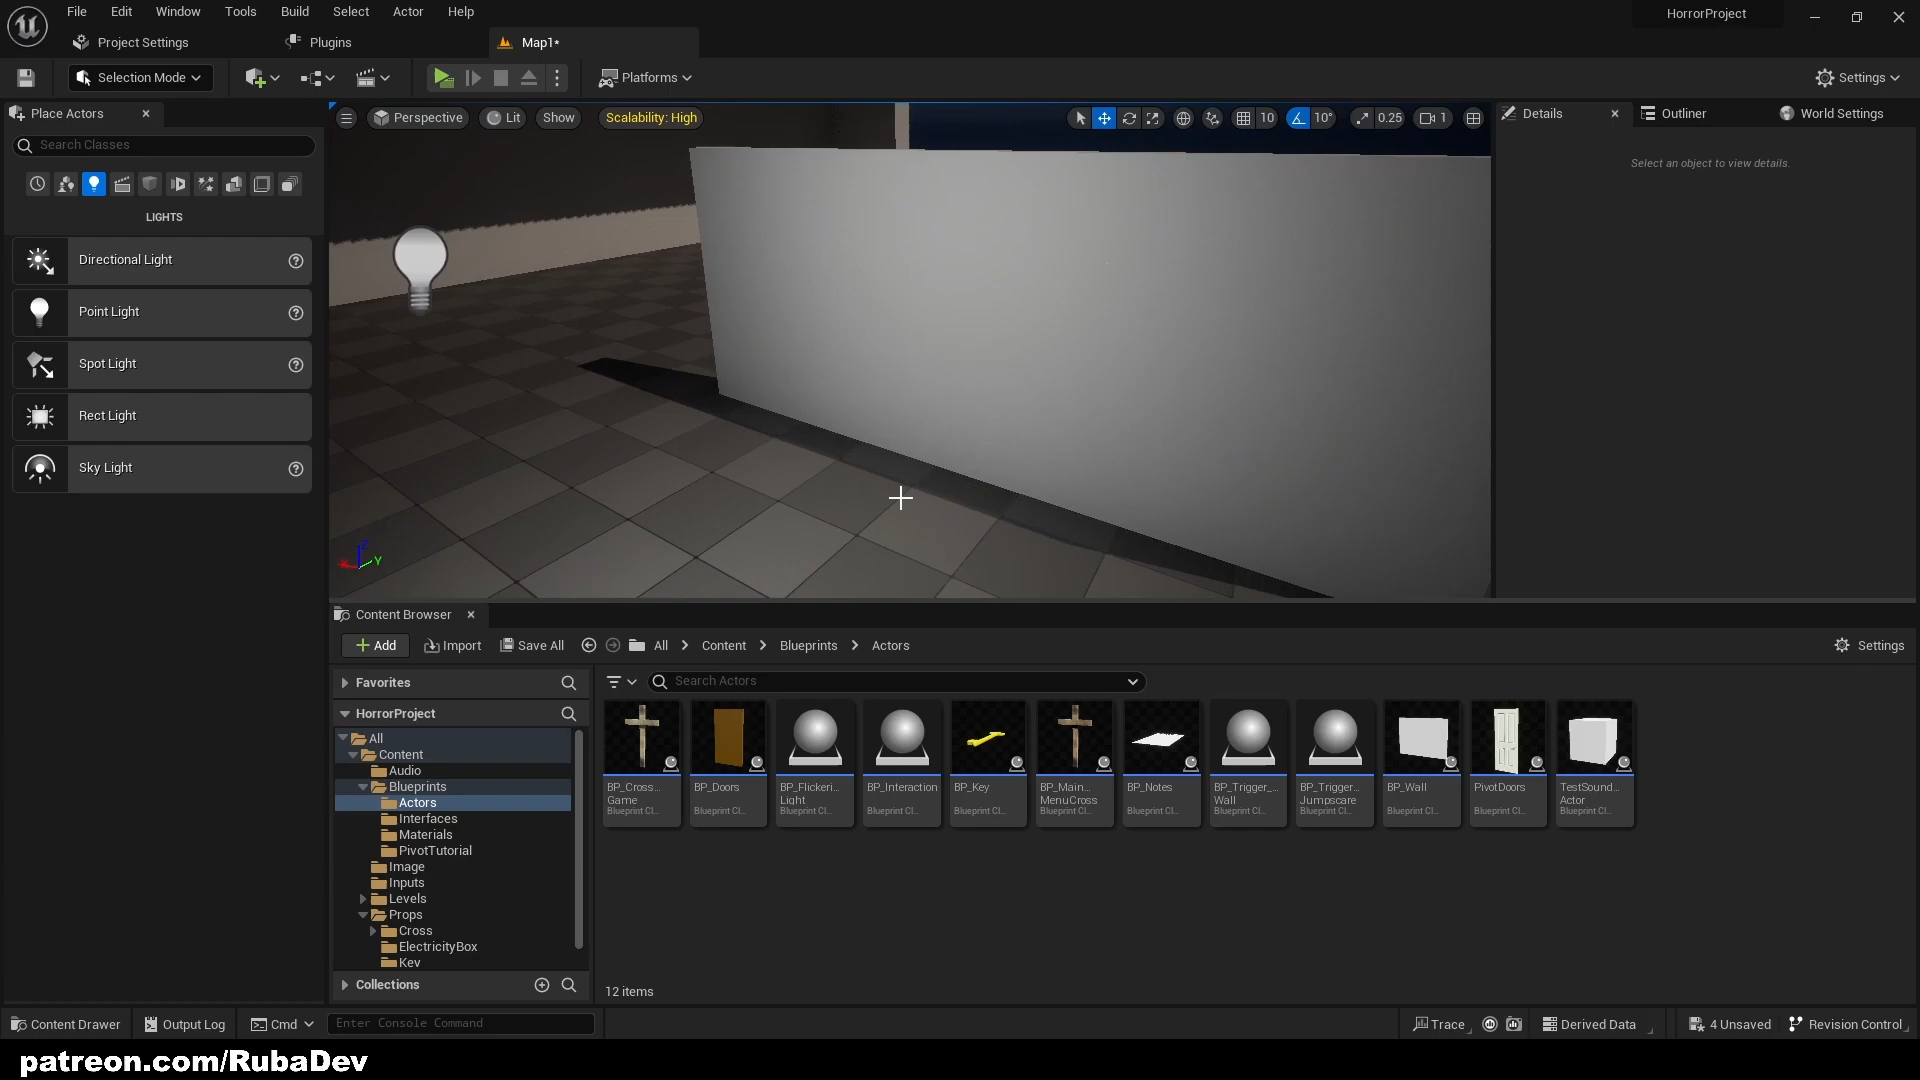 File Edit Window Tools Build Select Actor Help
HorrorProject
Project Settings
Plugins
Map1*
Selection Mode
Platforms
Settings
Place Actors
Search Classes
LIGHTS
Directional Light
Point Light
Spot Light
Rect Light
Sky Light
Perspective
Lit
Show
Scalability: High
10
10°
0.25
1
Z
X
Y
Details
Outliner
World Settings
Select an object to view details.
Content Browser
Add
Import
Save All
All
Content
Blueprints
Actors
Settings
Favorites
HorrorProject
All
Content
Audio
Blueprints
Actors
Interfaces
Materials
PivotTutorial
Image
Inputs
Levels
Props
Cross
ElectricityBox
Key
Collections
Search Actors
BP_Cross...
Game
Blueprint Cl...
BP_Doors
Blueprint Cl...
BP_Flickeri...
Light
Blueprint Cl...
BP_Interaction
Blueprint Cl...
BP_Key
Blueprint Cl...
BP_Main...
MenuCross
Blueprint Cl...
BP_Notes
Blueprint Cl...
BP_Trigger_...
Wall
Blueprint Cl...
BP_Trigger...
Jumpscare
Blueprint Cl...
BP_Wall
Blueprint Cl...
PivotDoors
Blueprint Cl...
TestSound...
Actor
Blueprint Cl...
12 items
Content Drawer
Output Log
Cmd
Enter Console Command
Trace
Derived Data
4 Unsaved
Revision Control
patreon.com/RubaDev